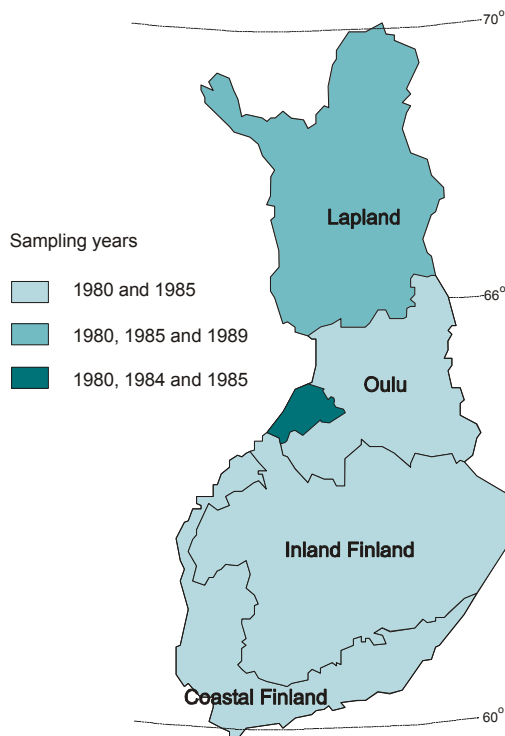 70°
Lapland
Sampling years
1980 and 1985
66°
1980, 1985 and 1989
1980, 1984 and 1985
Oulu
Inland Finland
Coastal Finland
60°